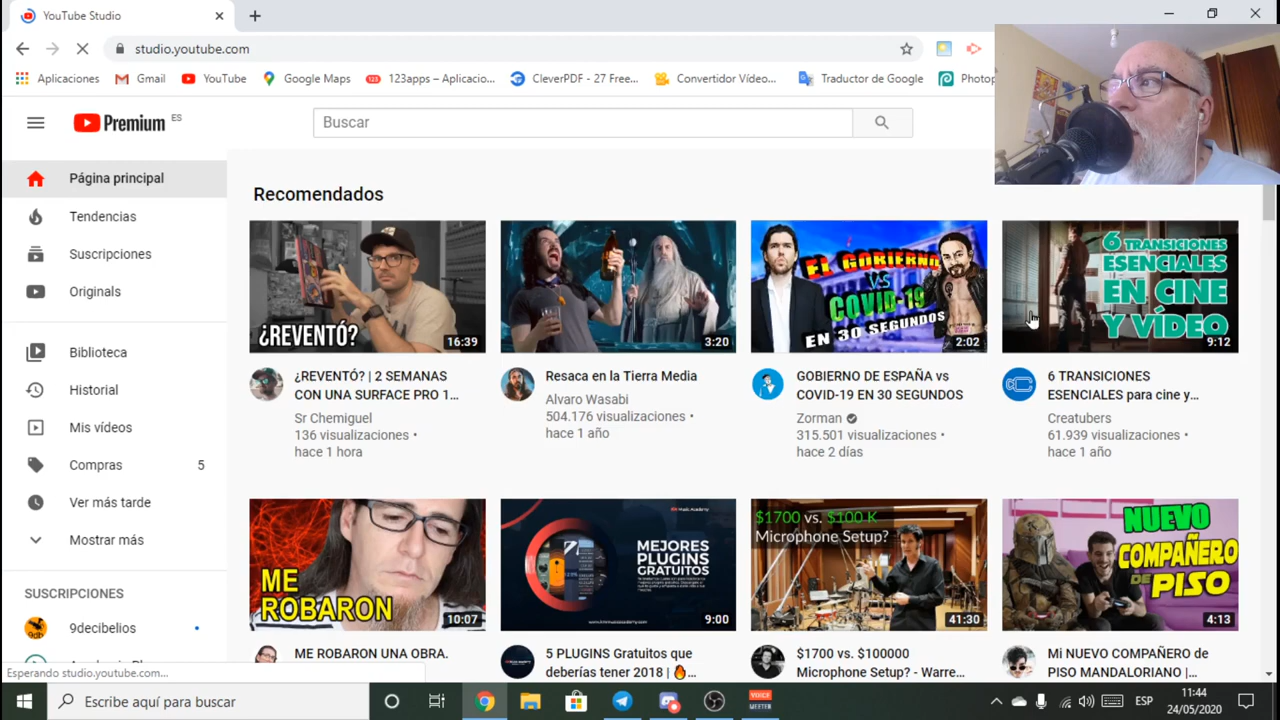 YouTube Studio
studio.youtube.com
Aplicaciones
Gmail
YouTube
Google Maps
123apps – Aplicacio...
CleverPDF - 27 Free...
Convertidor Vídeo...
Traductor de Google
Photop
Premium ES
Buscar
Página principal
Tendencias
Suscripciones
Originals
Biblioteca
Historial
Mis vídeos
Compras 5
Ver más tarde
Mostrar más
SUSCRIPCIONES
9decibelios
Esperando studio.youtube.com...
Recomendados
¿REVENTÓ?
16:39
¿REVENTÓ? | 2 SEMANAS
CON UNA SURFACE PRO 1...
Sr Chemiguel
136 visualizaciones •
hace 1 hora
3:20
Resaca en la Tierra Media
Alvaro Wasabi
504.176 visualizaciones •
hace 1 año
EL GOBIERNO
VS
COVID-19
EN 30 SEGUNDOS
2:02
GOBIERNO DE ESPAÑA vs
COVID-19 EN 30 SEGUNDOS
Zorman
315.501 visualizaciones •
hace 2 días
6 TRANSICIONES
ESENCIALES
EN CINE
Y VÍDEO
9:12
6 TRANSICIONES
ESENCIALES para cine y...
Creatubers
61.939 visualizaciones •
hace 1 año
ME
ROBARON
10:07
ME ROBARON UNA OBRA.
MEJORES
PLUGINS
GRATUITOS
9:00
5 PLUGINS Gratuitos que
deberías tener 2018 |
$1700 vs. $100 K
Microphone Setup?
41:30
$1700 vs. $100000
Microphone Setup? - Warre...
NUEVO
COMPAÑERO
DE PISO
4:13
Mi NUEVO COMPAÑERO de
PISO MANDALORIANO |...
Escribe aquí para buscar
VOICE
MEETER
ESP
11:44
24/05/2020